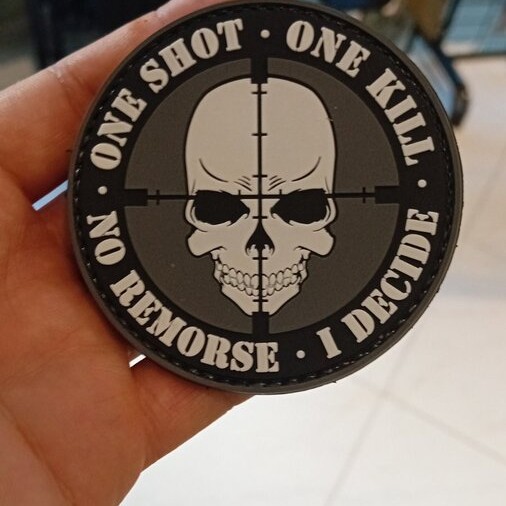 ONE SHOT · ONE KILL ·
NO REMORSE · I DECIDE